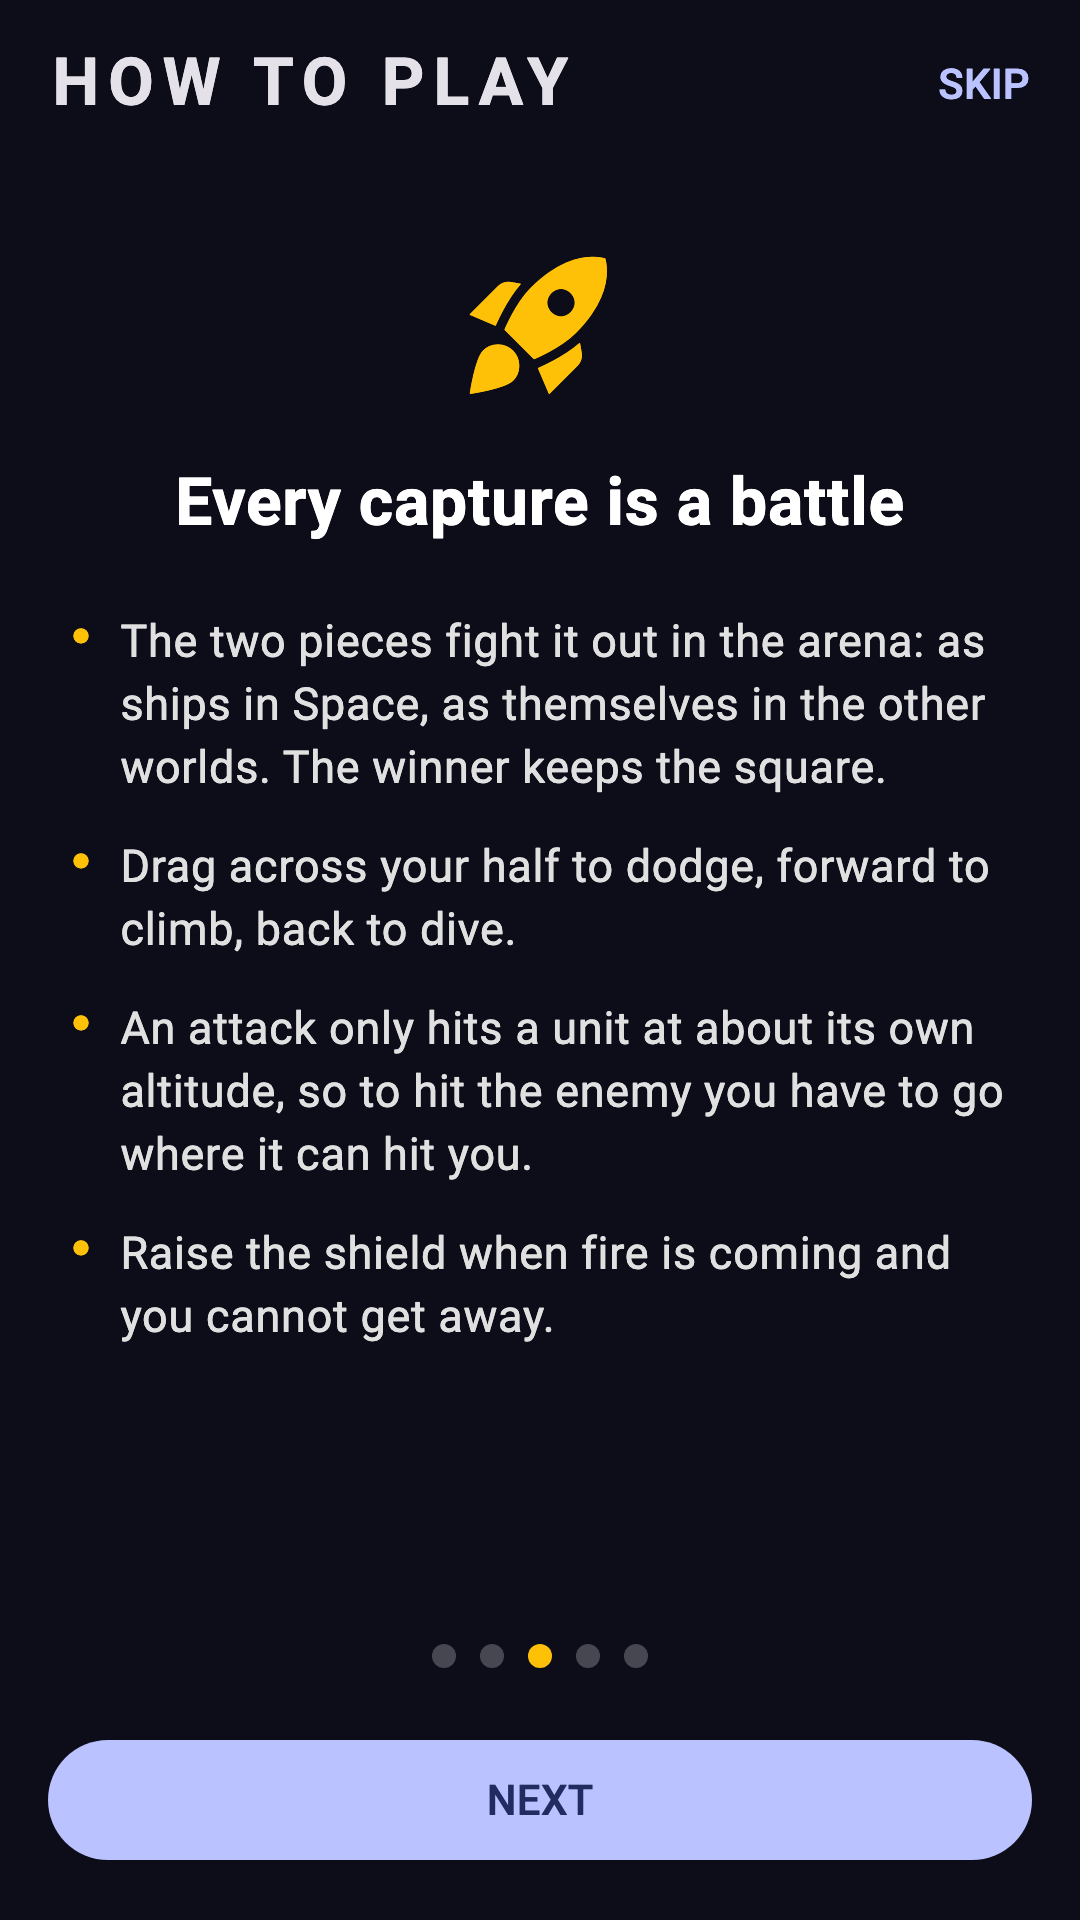 HOW TO PLAY
SKIP
Every capture is a battle
The two pieces fight it out in the arena: as
ships in Space, as themselves in the other
worlds. The winner keeps the square.
Drag across your half to dodge, forward to
climb, back to dive.
An attack only hits a unit at about its own
altitude, so to hit the enemy you have to go
where it can hit you.
Raise the shield when fire is coming and
you cannot get away.
NEXT